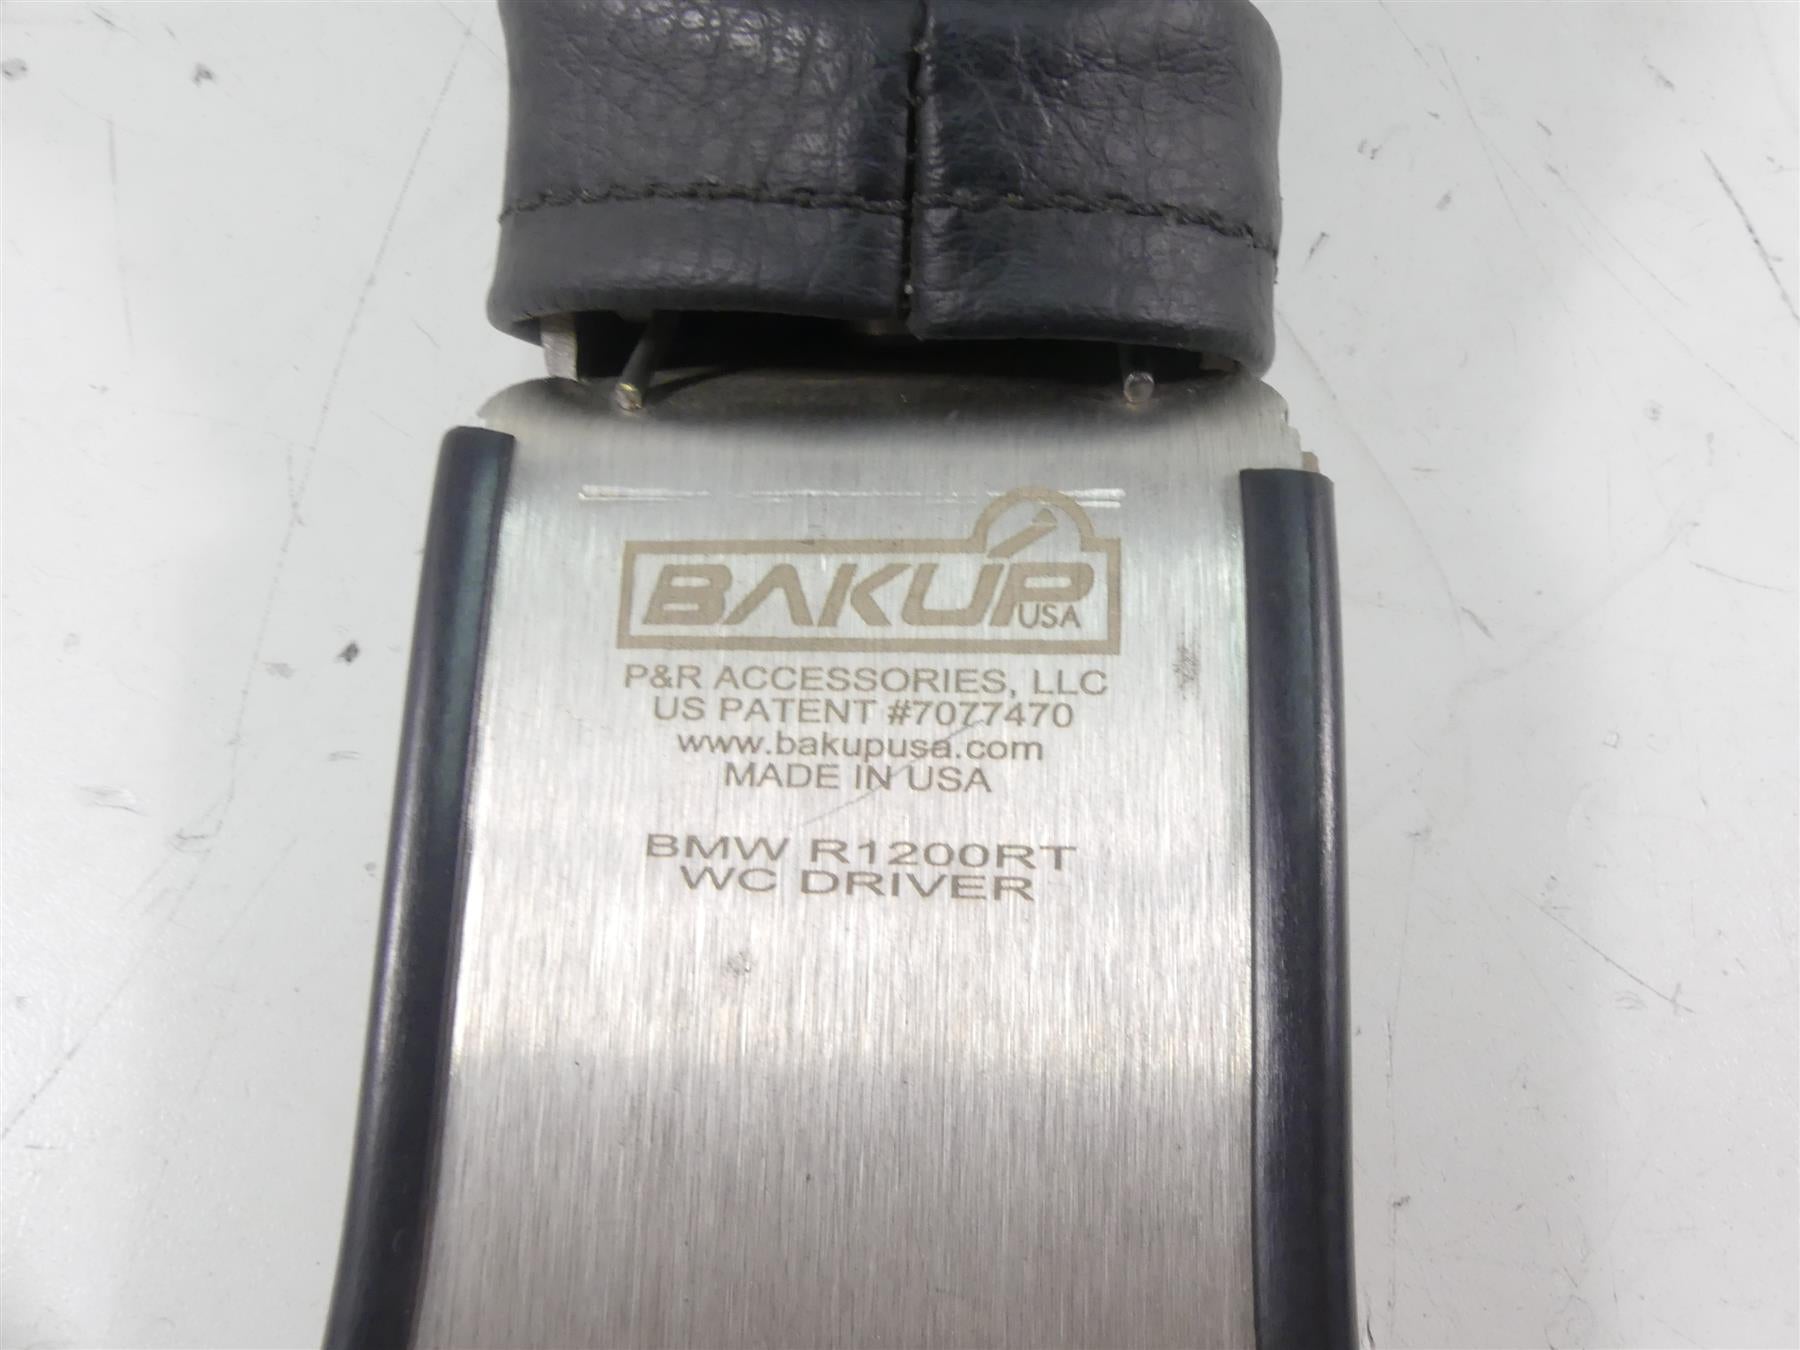 BAKUP
USA
P&R ACCESSORIES, LLC
US PATENT #7077470
www.bakupusa.com
MADE IN USA
BMW R1200RT
WC DRIVER